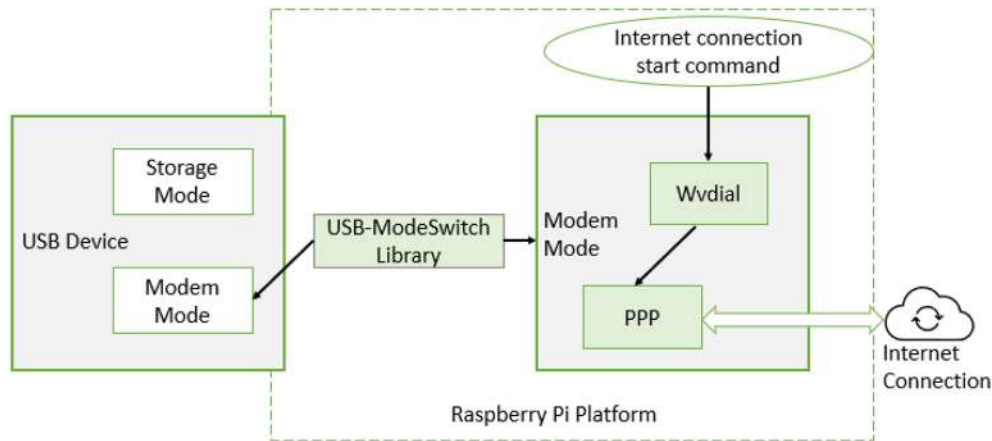 Internet connection
start command
Storage
Mode
USB Device
Modem
Mode
USB-ModeSwitch
Library
Modem
Mode
Wvdial
PPP
Internet
Connection
Raspberry Pi Platform